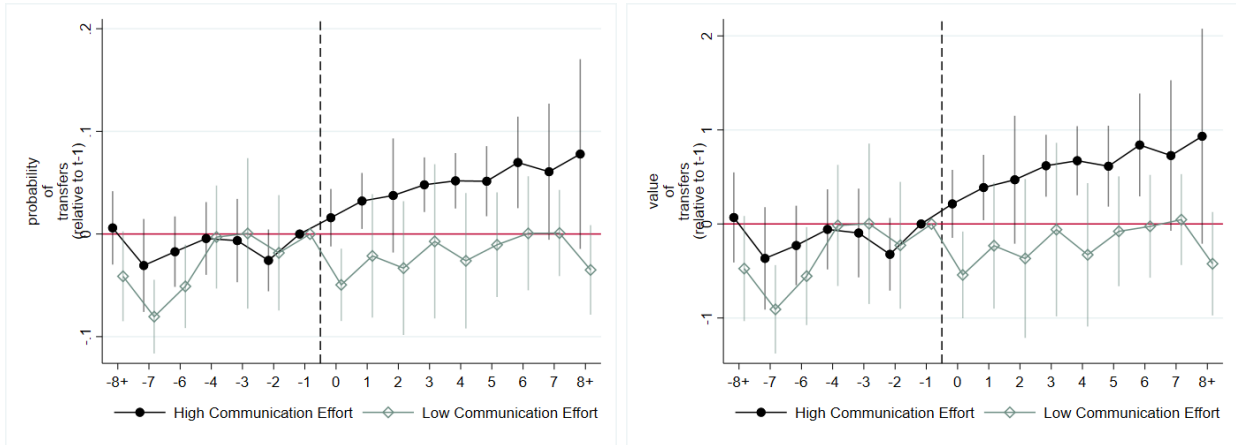 probability
of
transfers
(relative to t-1)
.2
.1
0
-.1
-8+ -7 -6 -4 -3 -2 -1 0 1 2 3 4 5 6 7 8+
High Communication Effort Low Communication Effort
value
of
transfers
(relative to t-1)
2
1
0
-1
-8+ -7 -6 -4 -3 -2 -1 0 1 2 3 4 5 6 7 8+
High Communication Effort Low Communication Effort